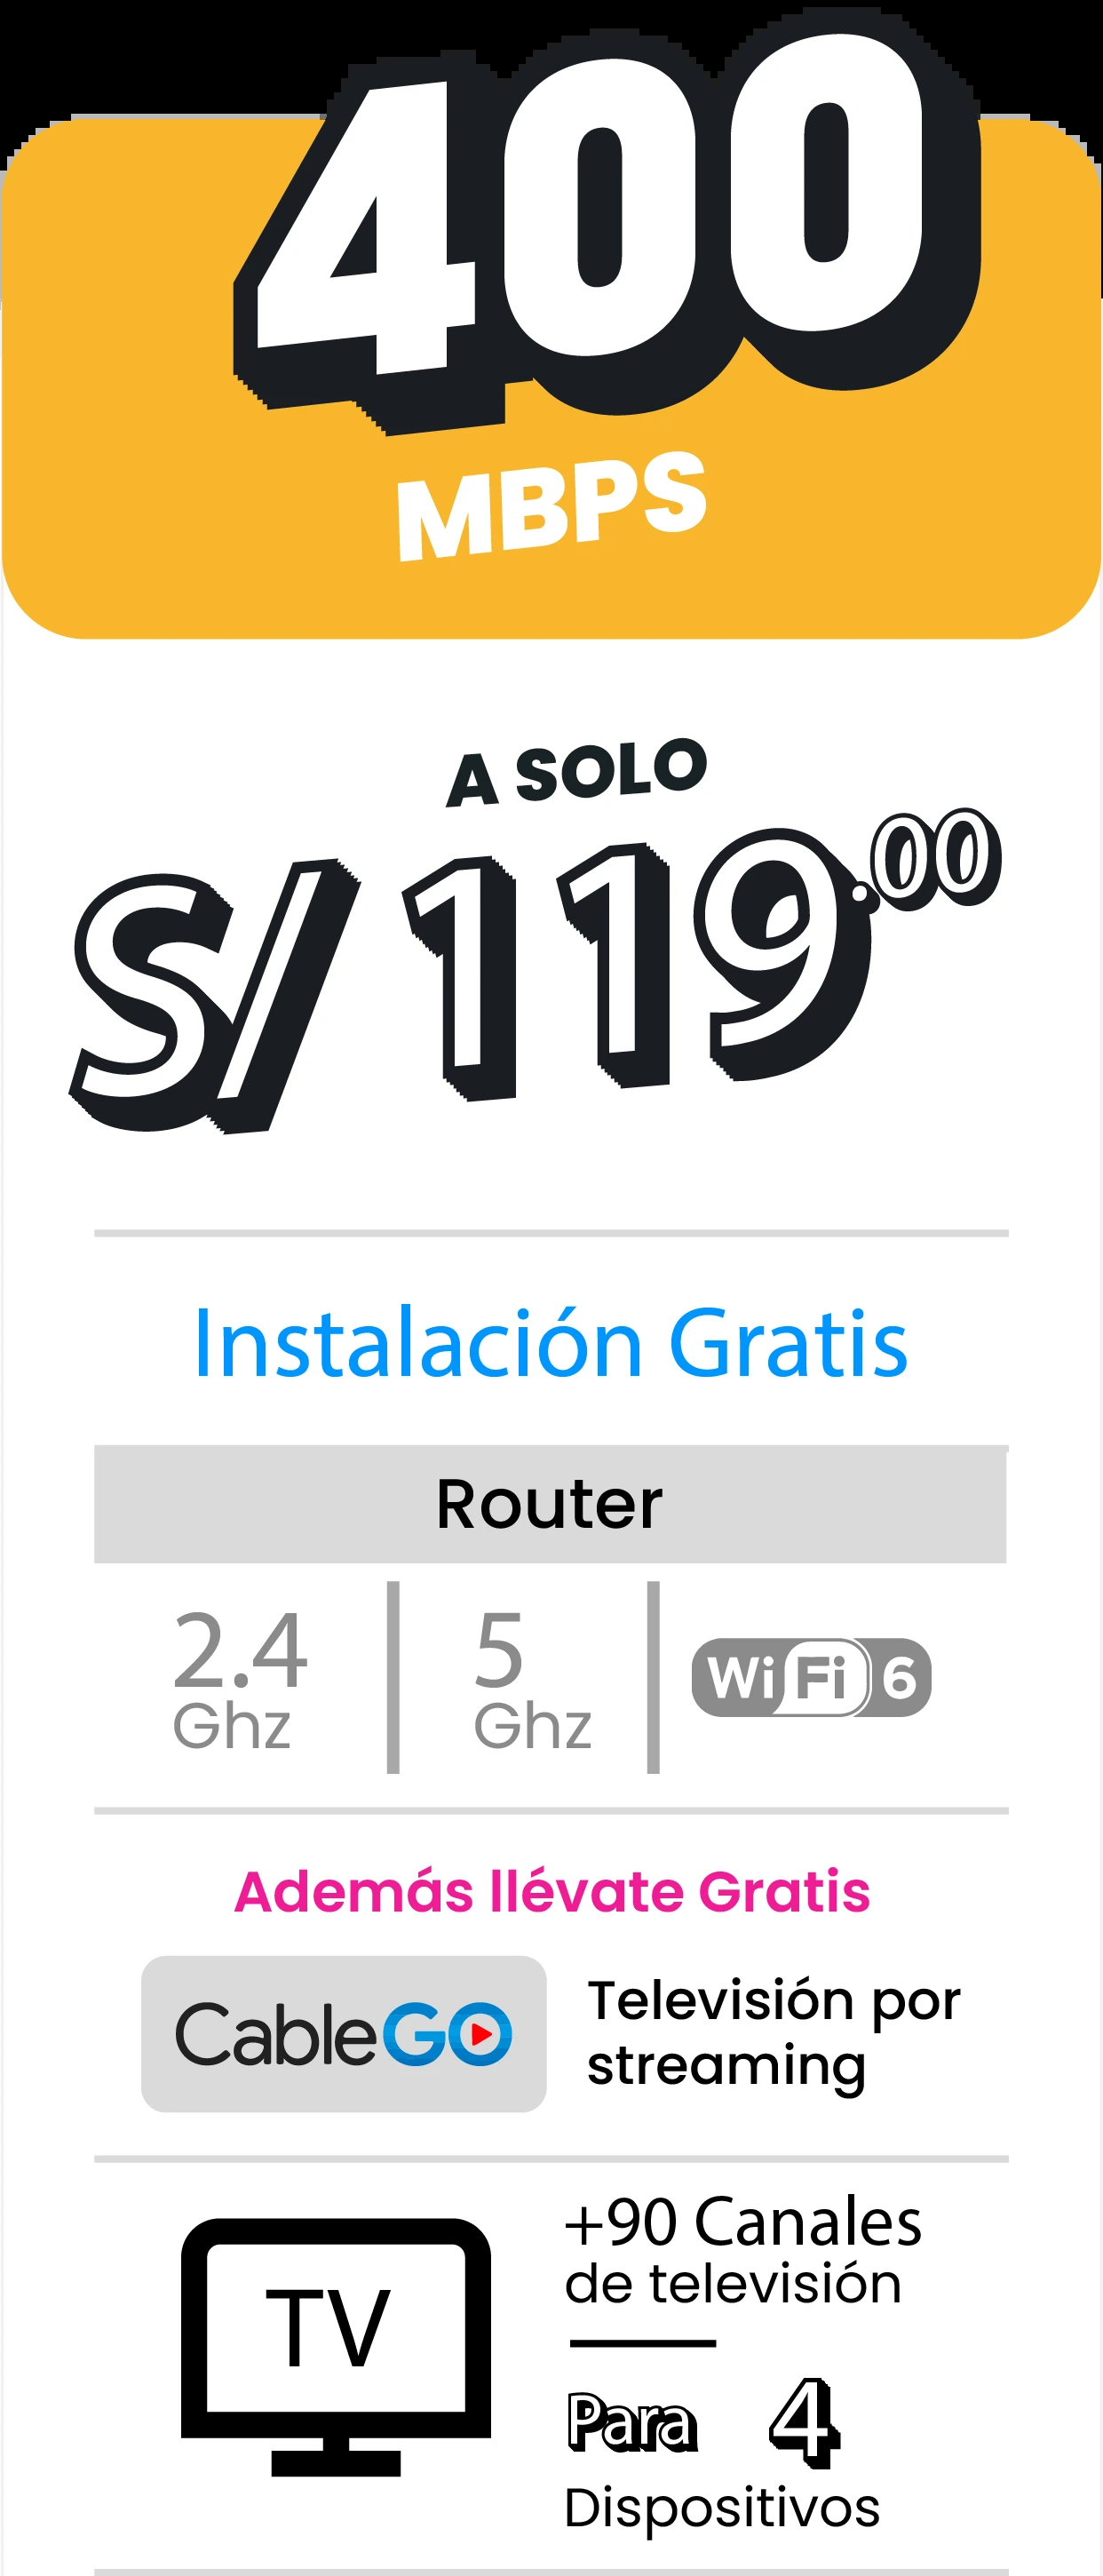 400
MBPS
A SOLO
S/ 119.00
Instalación Gratis
Router
2.4 Ghz
5 Ghz
WiFi 6
Además llévate Gratis
CableGO
Televisión por
streaming
TV
+90 Canales
de televisión
Para 4
Dispositivos